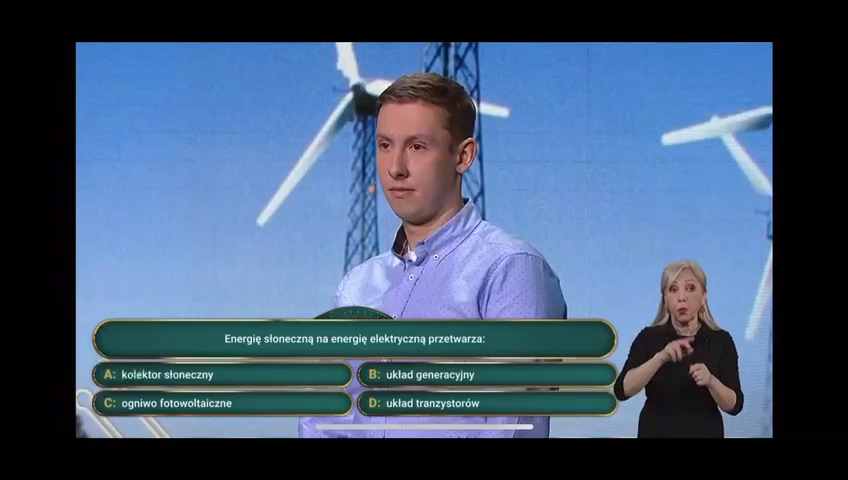 Energię słoneczną na energię elektryczną przetwarza:
A: kolektor słoneczny
B: układ generacyjny
C: ogniwo fotowoltaiczne
D: układ tranzystorów